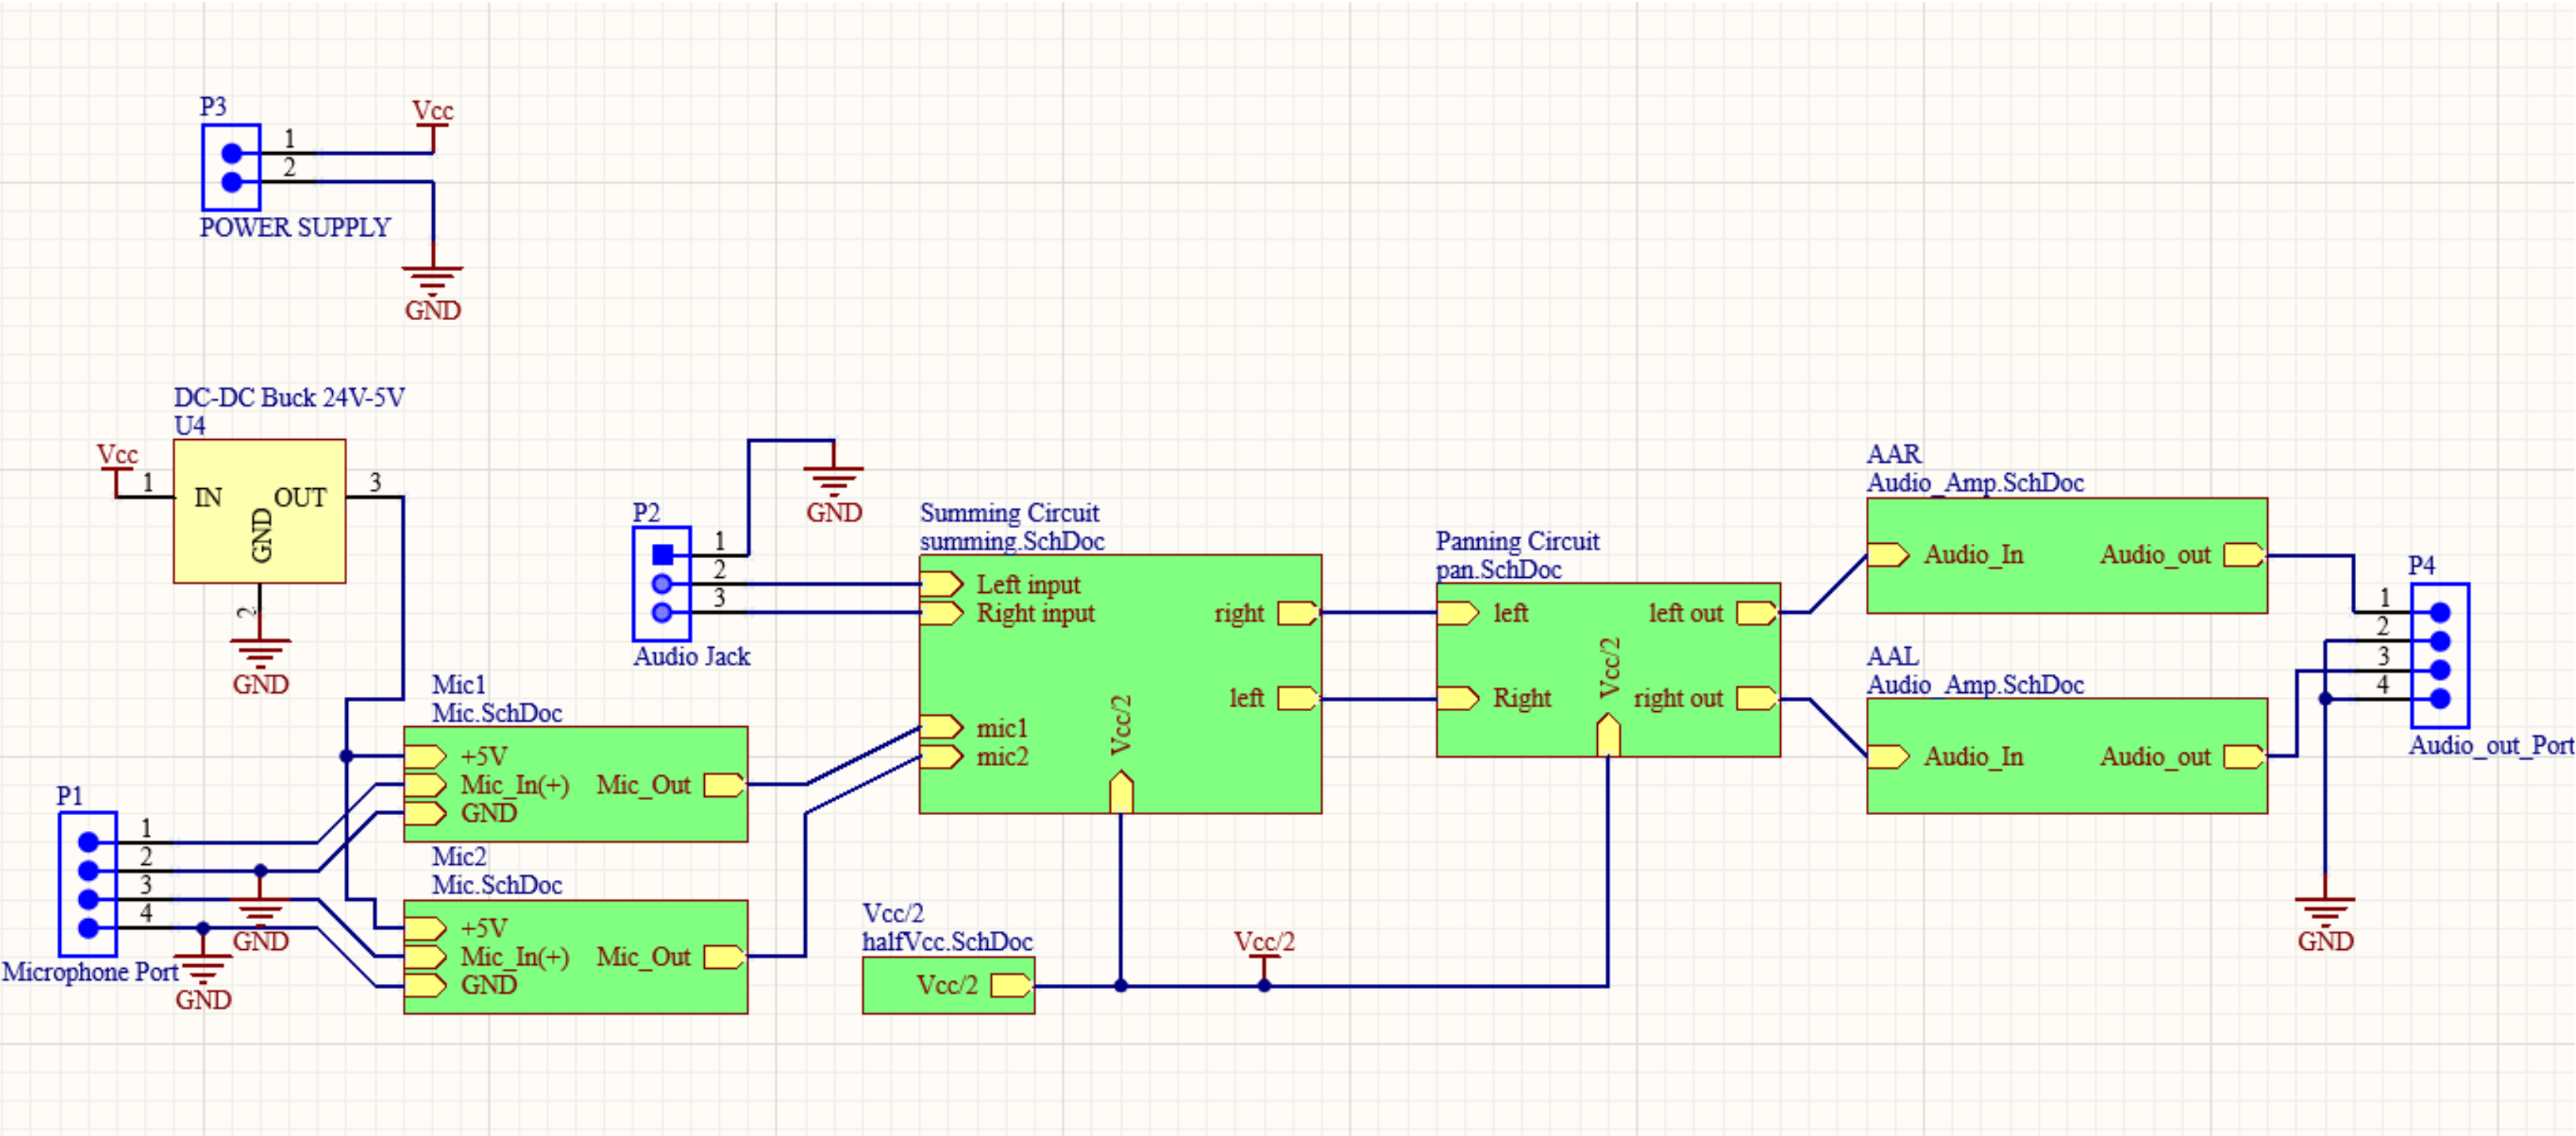 P3
Vcc
1
2
POWER SUPPLY
GND
DC-DC Buck 24V-5V
U4
Vcc
1
IN
OUT
3
GND
2
GND
P2
1
2
3
Audio Jack
GND
Summing Circuit
summing.SchDoc
Left input
Right input
right
left
mic1
mic2
Vcc/2
Panning Circuit
pan.SchDoc
left
left out
Right
right out
Vcc/2
AAR
Audio_Amp.SchDoc
Audio_In
Audio_out
AAL
Audio_Amp.SchDoc
Audio_In
Audio_out
P4
1
2
3
4
Audio_out_Port
GND
Mic1
Mic.SchDoc
+5V
Mic_In(+)
Mic_Out
GND
P1
1
2
3
4
Microphone Port
GND
GND
Mic2
Mic.SchDoc
+5V
Mic_In(+)
Mic_Out
GND
Vcc/2
halfVcc.SchDoc
Vcc/2
Vcc/2